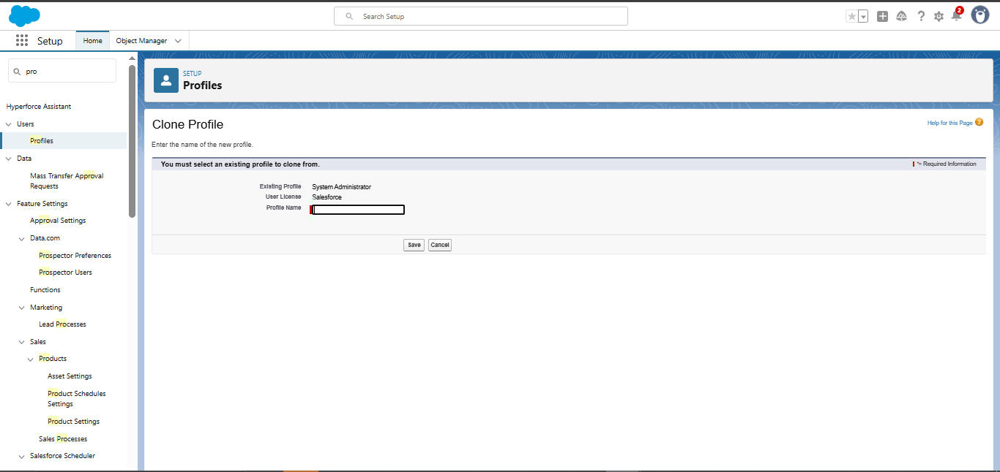 Search Setup
2
Setup
Home
Object Manager
pro
Hyperforce Assistant
Users
Profiles
Data
Mass Transfer Approval
Requests
Feature Settings
Approval Settings
Data.com
Prospector Preferences
Prospector Users
Functions
Marketing
Lead Processes
Sales
Products
Asset Settings
Product Schedules
Settings
Product Settings
Sales Processes
Salesforce Scheduler
SETUP
Profiles
Clone Profile
Help for this Page ?
Enter the name of the new profile.
You must select an existing profile to clone from.
*= Required Information
Existing Profile System Administrator
User License Salesforce
Profile Name
Save Cancel